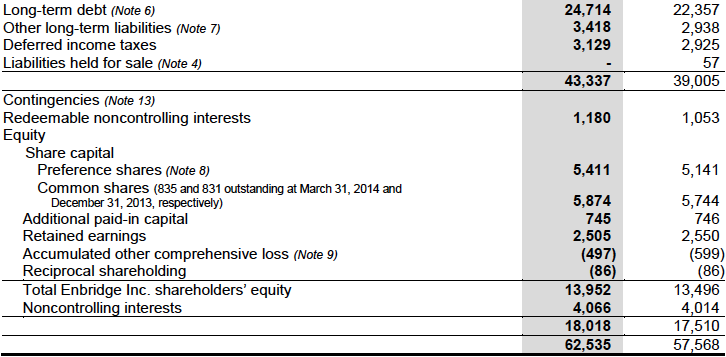 Long-term debt (Note 6) 24,714 22,357
Other long-term liabilities (Note 7) 3,418 2,938
Deferred income taxes 3,129 2,925
Liabilities held for sale (Note 4) - 57
43,337 39,005
Contingencies (Note 13)
Redeemable noncontrolling interests 1,180 1,053
Equity
Share capital
Preference shares (Note 8) 5,411 5,141
Common shares (835 and 831 outstanding at March 31, 2014 and
December 31, 2013, respectively) 5,874 5,744
Additional paid-in capital 745 746
Retained earnings 2,505 2,550
Accumulated other comprehensive loss (Note 9) (497) (599)
Reciprocal shareholding (86) (86)
Total Enbridge Inc. shareholders' equity 13,952 13,496
Noncontrolling interests 4,066 4,014
18,018 17,510
62,535 57,568